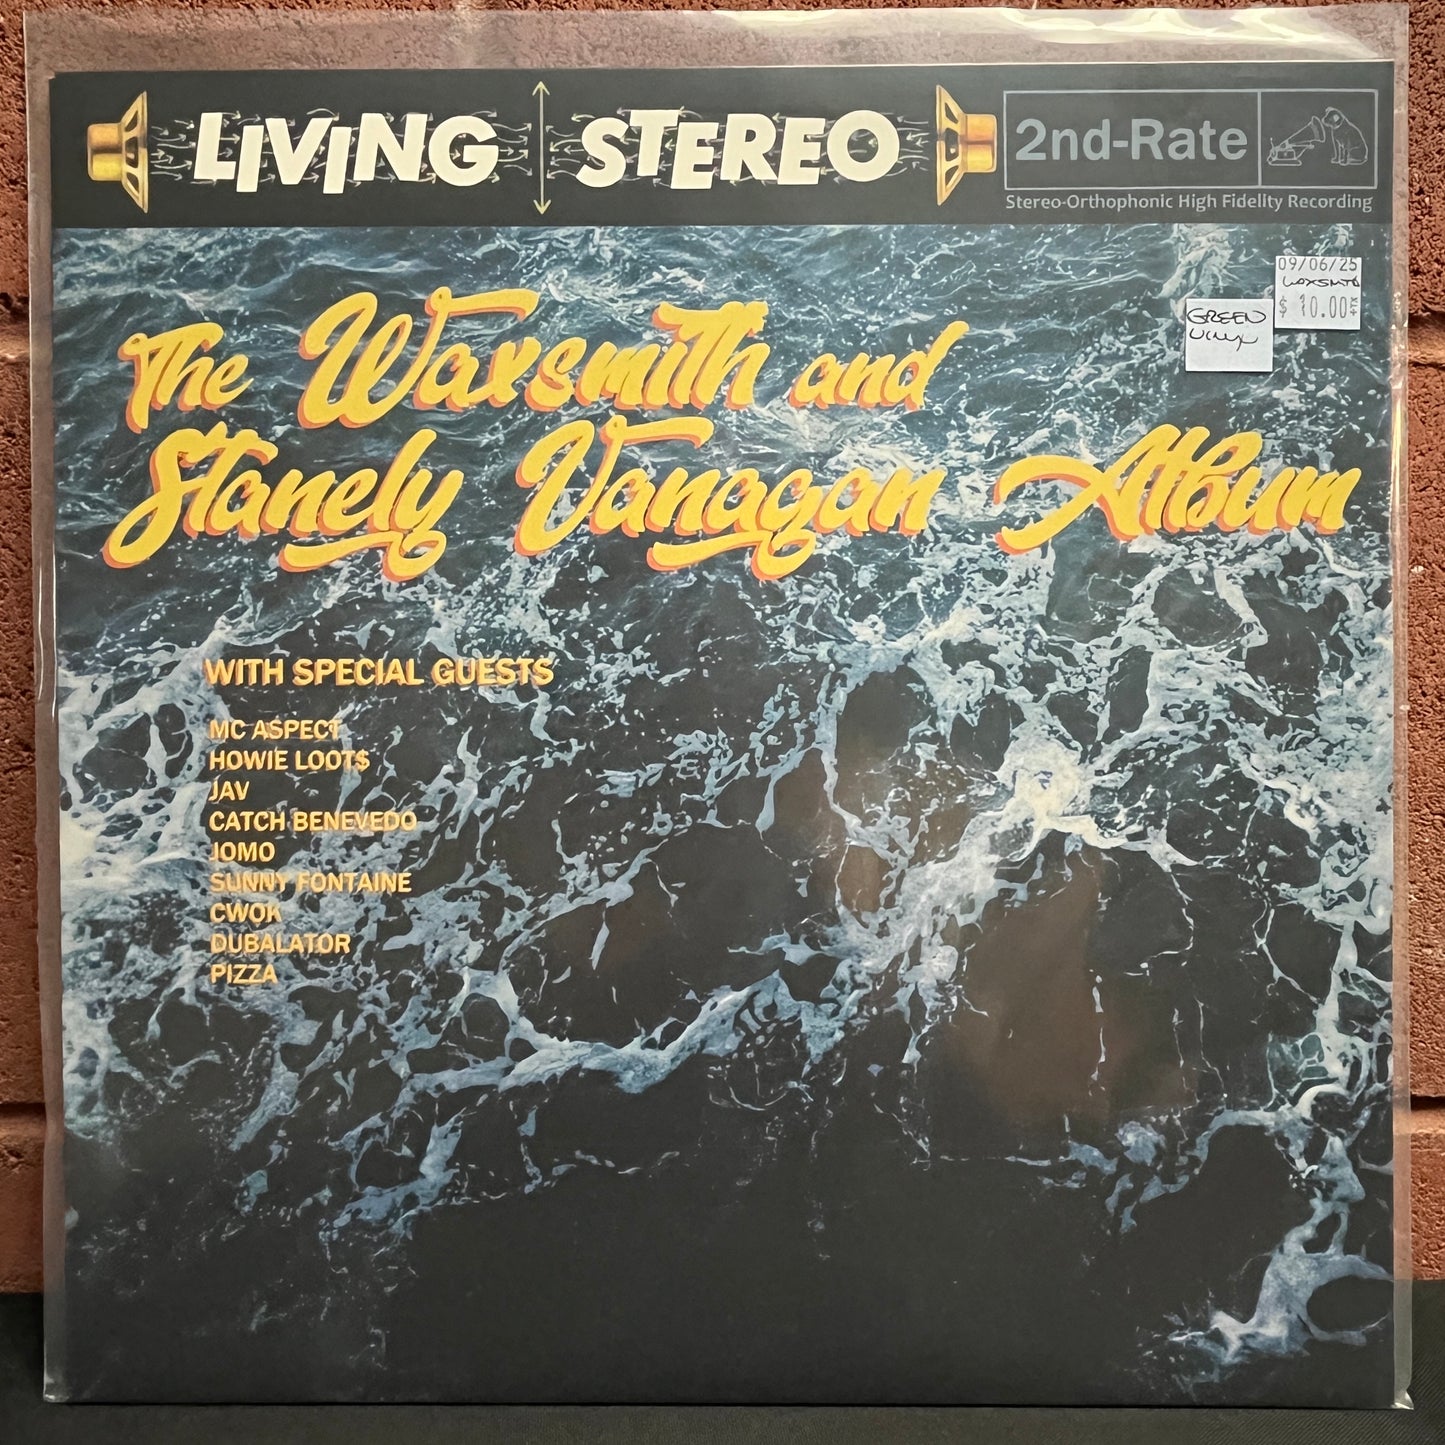 LIVING STEREO
2nd-Rate
Stereo-Orthophonic High Fidelity Recording
09/06/25
WAXSMITH
$ 10.00
GREEN
VINYL
The Waxsmith and
Stanely Vanagan Album
WITH SPECIAL GUESTS
MC ASPECT
HOWIE LOOT$
JAV
CATCH BENEVEDO
JOMO
SUNNY FONTAINE
CWOK
DUBALATOR
PIZZA